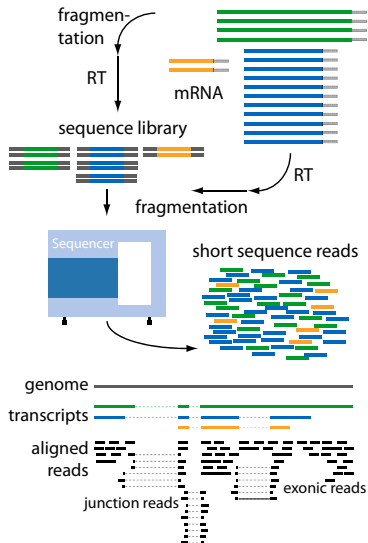 fragmen-
tation
RT
mRNA
sequence library
RT
fragmentation
Sequencer
short sequence reads
genome
transcripts
aligned
reads
junction reads
exonic reads